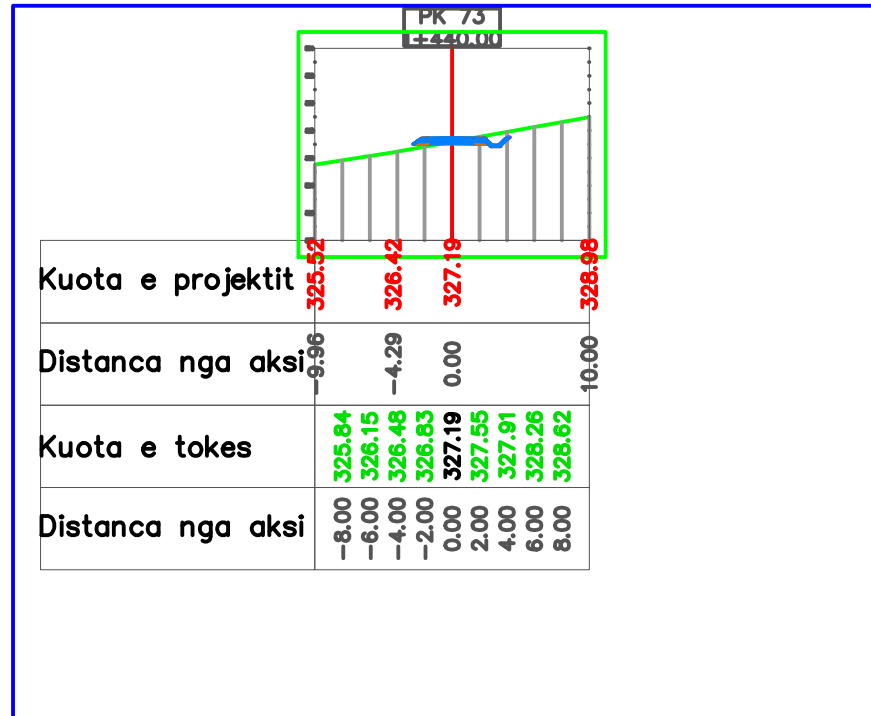 PK 73
+440.00
Kuota e projektit 325.52 326.42 327.19 328.98
Distanca nga aksi -9.96 -4.29 0.00 10.00
Kuota e tokes 325.84 326.15 326.48 326.83 327.19 327.55 327.91 328.26 328.62
Distanca nga aksi -8.00 -6.00 -4.00 -2.00 0.00 2.00 4.00 6.00 8.00